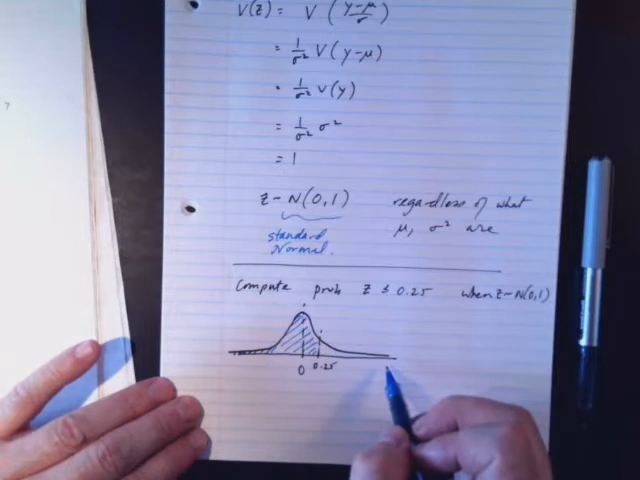 V(z) = V (y-μ/σ)
= 1/σ² V(y-μ)
= 1/σ² V(y)
= 1/σ² σ²
= 1
z ~ N(0,1) regardless of what
μ, σ² are
standard
Normal.
Compute prob z ≤ 0.25 when z~N(0,1)
0 0.25